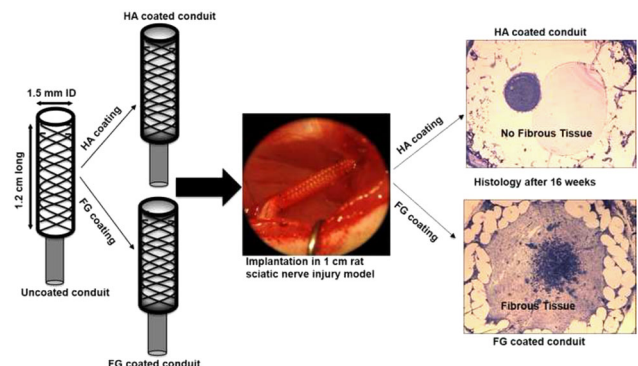 HA coated conduit
1.5 mm ID
1.2 cm long
HA coating
FG coating
Uncoated conduit
FG coated conduit
Implantation in 1 cm rat
sciatic nerve injury model
HA coating
FG coating
HA coated conduit
No Fibrous Tissue
Histology after 16 weeks
Fibrous Tissue
FG coated conduit